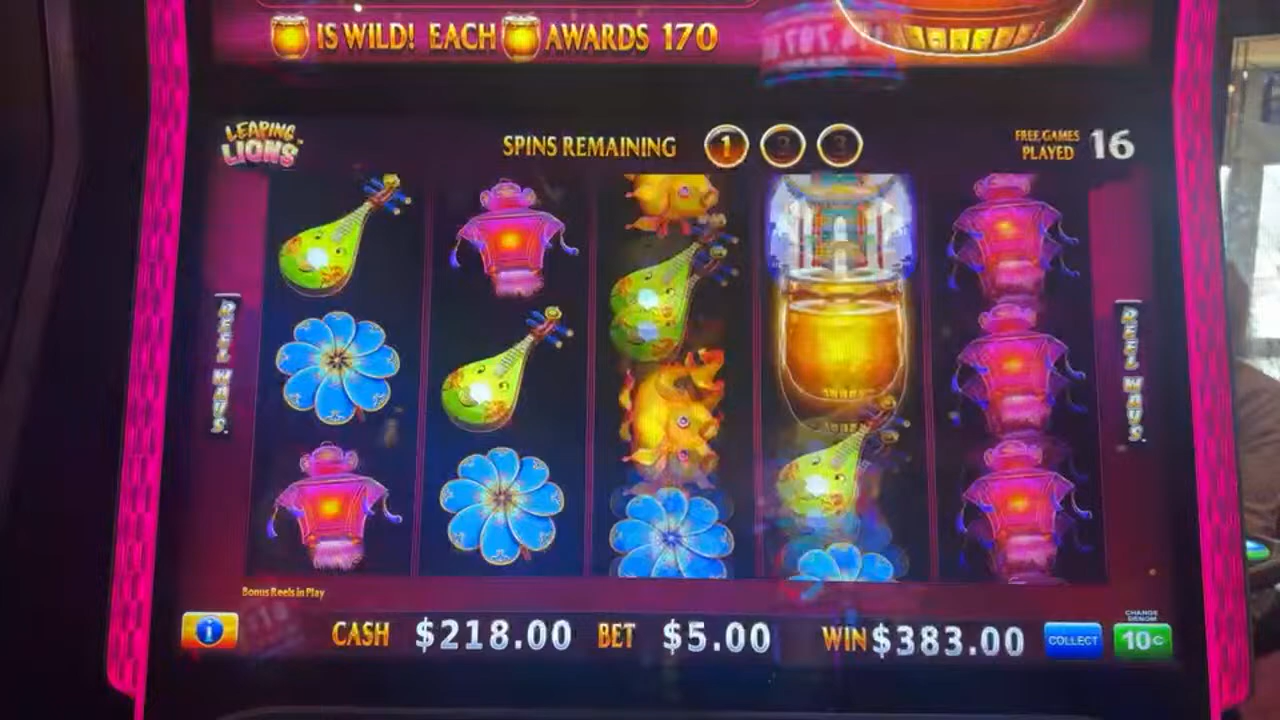 IS WILD! EACH AWARDS 170
LEAPING
LIONS™
SPINS REMAINING 1 2 3
FREE GAMES
PLAYED 16
REEL WAYS
REEL WAYS
Bonus Reels in Play
CASH $218.00 BET $5.00 WIN $383.00
COLLECT
CHANGE
DENOM
10¢